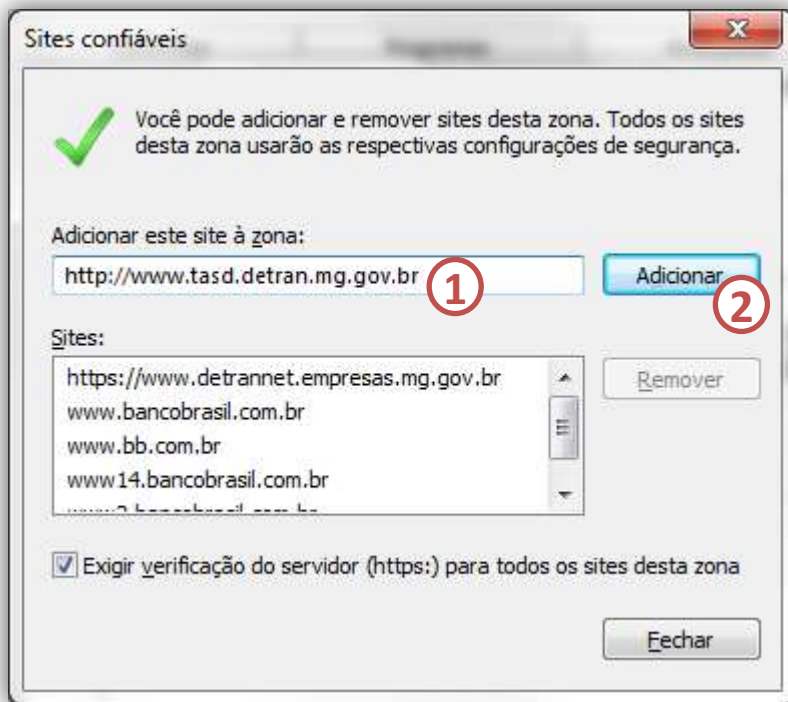 Sites confiáveis
Você pode adicionar e remover sites desta zona. Todos os sites
desta zona usarão as respectivas configurações de segurança.
Adicionar este site à zona:
http://www.tasd.detran.mg.gov.br 1 Adicionar 2
Sites:
https://www.detrannet.empresas.mg.gov.br
Remover
www.bancobrasil.com.br
www.bb.com.br
www14.bancobrasil.com.br
Exigir verificação do servidor (https:) para todos os sites desta zona
Fechar